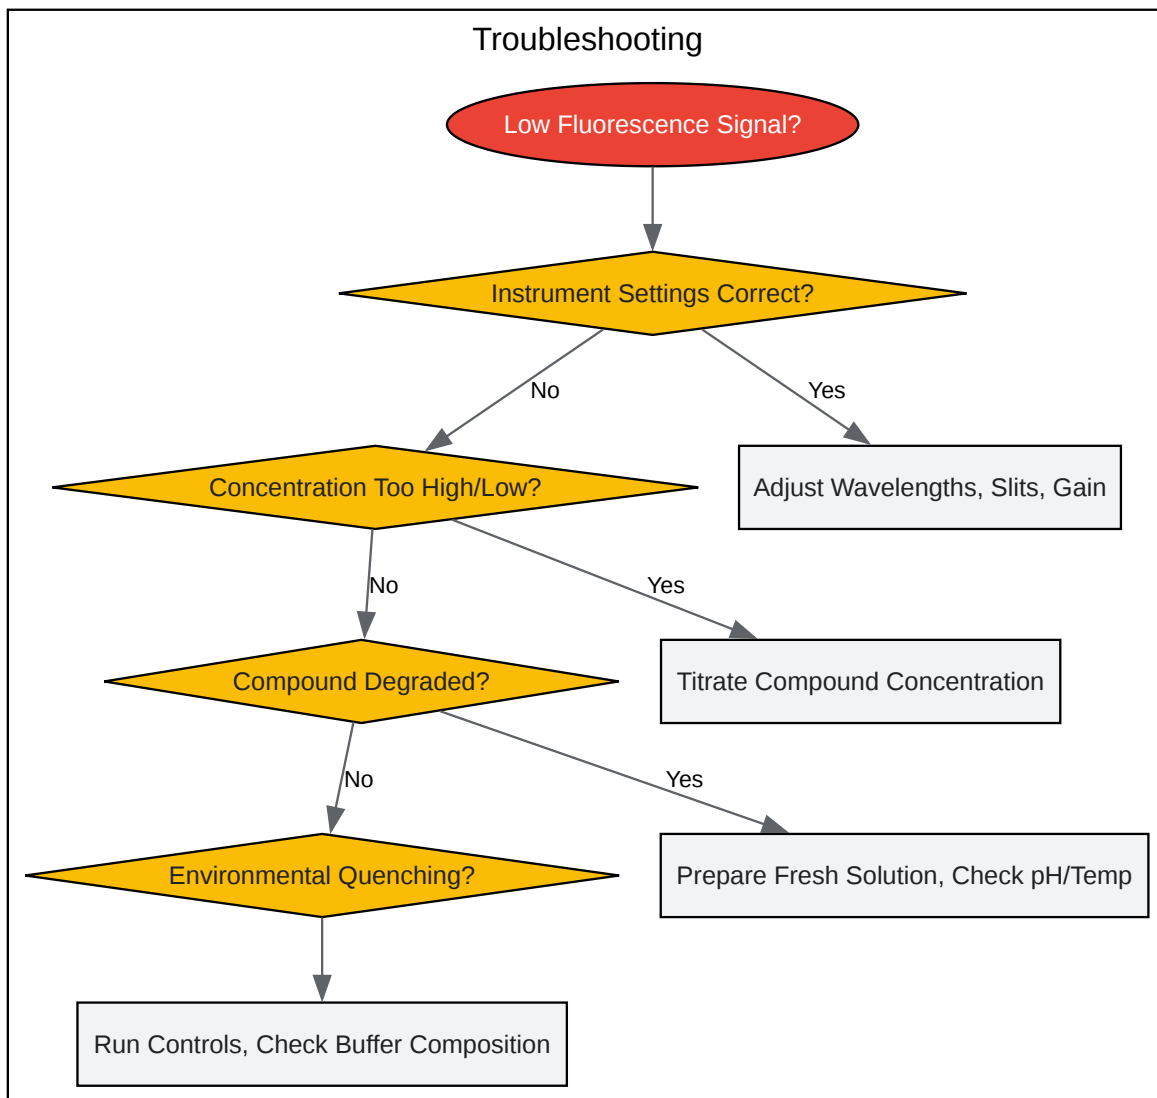 Troubleshooting
Low Fluorescence Signal?
Instrument Settings Correct?
No
Yes
Concentration Too High/Low?
Adjust Wavelengths, Slits, Gain
No
Yes
Compound Degraded?
Titrate Compound Concentration
No
Yes
Environmental Quenching?
Prepare Fresh Solution, Check pH/Temp
Run Controls, Check Buffer Composition